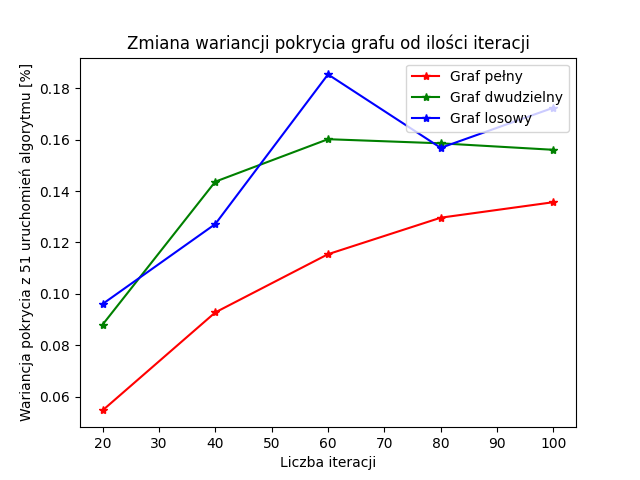 Zmiana wariancji pokrycia grafu od ilości iteracji
Wariancja pokrycia z 51 uruchomień algorytmu [%]
0.18
0.16
0.14
0.12
0.10
0.08
0.06
Graf pełny
Graf dwudzielny
Graf losowy
20 30 40 50 60 70 80 90 100
Liczba iteracji